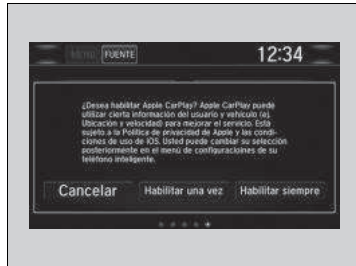 MENÚ FUENTE 12:34
¿Desea habilitar Apple CarPlay? Apple CarPlay puede
utilizar cierta información del usuario y vehículo (ej.
Ubicación y velocidad) para mejorar el servicio. Esta
sujeto a la Política de privacidad de Apple y las condi-
ciones de uso de iOS. Usted puede cambiar su selección
posteriormente en el menú de configuracioines de su
teléfono inteligente.
Cancelar Habilitar una vez Habilitar siempre